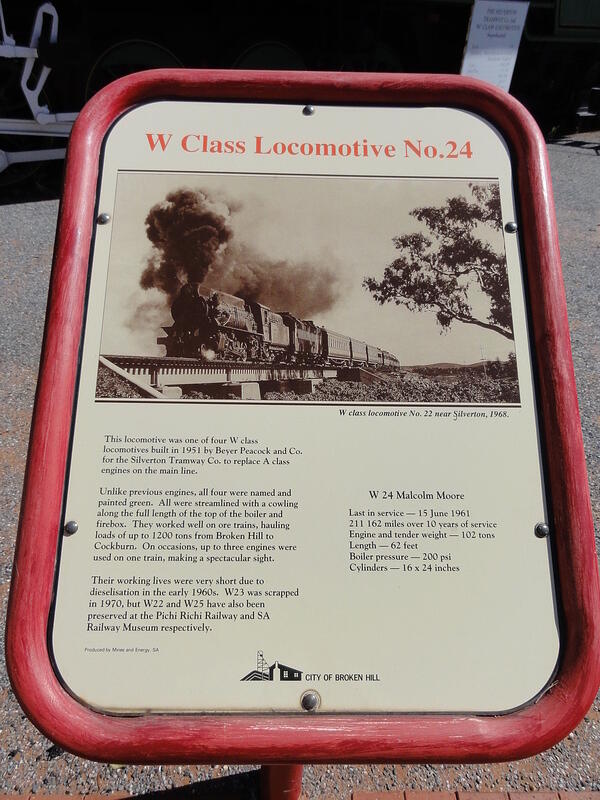 THE SILVERTON
TRAMWAY Co. Ltd
W CLASS LOCOMOTIVE
W Class Locomotive No.24
W class locomotive No. 22 near Silverton, 1968.
This locomotive was one of four W class
locomotives built in 1951 by Beyer Peacock and Co.
for the Silverton Tramway Co. to replace A class
engines on the main line.
Unlike previous engines, all four were named and
painted green. All were streamlined with a cowling
along the full length of the top of the boiler and
firebox. They worked well on ore trains, hauling
loads of up to 1200 tons from Broken Hill to
Cockburn. On occasions, up to three engines were
used on one train, making a spectacular sight.
Their working lives were very short due to
dieselisation in the early 1960s. W23 was scrapped
in 1970, but W22 and W25 have also been
preserved at the Pichi Richi Railway and SA
Railway Museum respectively.
W 24 Malcolm Moore
Last in service — 15 June 1961
211 162 miles over 10 years of service
Engine and tender weight — 102 tons
Length — 62 feet
Boiler pressure — 200 psi
Cylinders — 16 x 24 inches
Produced by Mines and Energy, SA
CITY OF BROKEN HILL